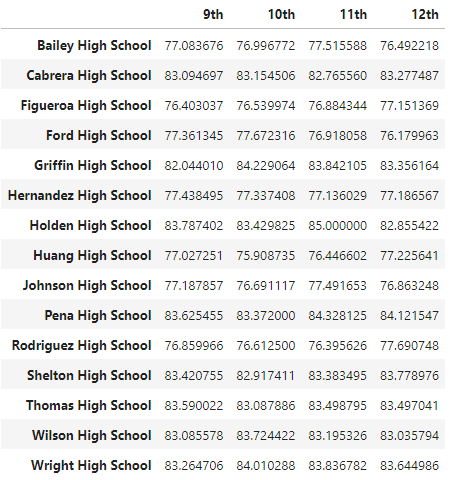 9th 10th 11th 12th
Bailey High School 77.083676 76.996772 77.515588 76.492218
Cabrera High School 83.094697 83.154506 82.765560 83.277487
Figueroa High School 76.403037 76.539974 76.884344 77.151369
Ford High School 77.361345 77.672316 76.918058 76.179963
Griffin High School 82.044010 84.229064 83.842105 83.356164
Hernandez High School 77.438495 77.337408 77.136029 77.186567
Holden High School 83.787402 83.429825 85.000000 82.855422
Huang High School 77.027251 75.908735 76.446602 77.225641
Johnson High School 77.187857 76.691117 77.491653 76.863248
Pena High School 83.625455 83.372000 84.328125 84.121547
Rodriguez High School 76.859966 76.612500 76.395626 77.690748
Shelton High School 83.420755 82.917411 83.383495 83.778976
Thomas High School 83.590022 83.087886 83.498795 83.497041
Wilson High School 83.085578 83.724422 83.195326 83.035794
Wright High School 83.264706 84.010288 83.836782 83.644986